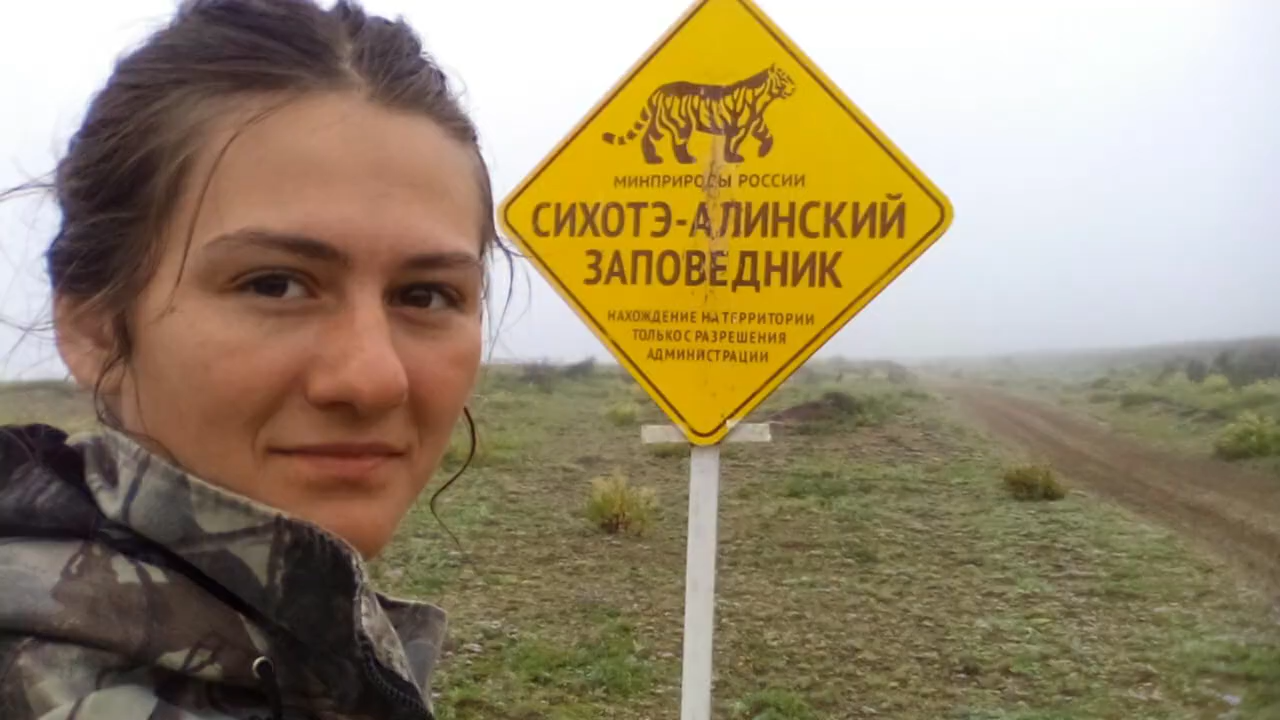 МИНПРИРОДЫ РОССИИ
СИХОТЭ-АЛИНСКИЙ
ЗАПОВЕДНИК
НАХОЖДЕНИЕ НА ТЕРРИТОРИИ
ТОЛЬКО С РАЗРЕШЕНИЯ
АДМИНИСТРАЦИИ